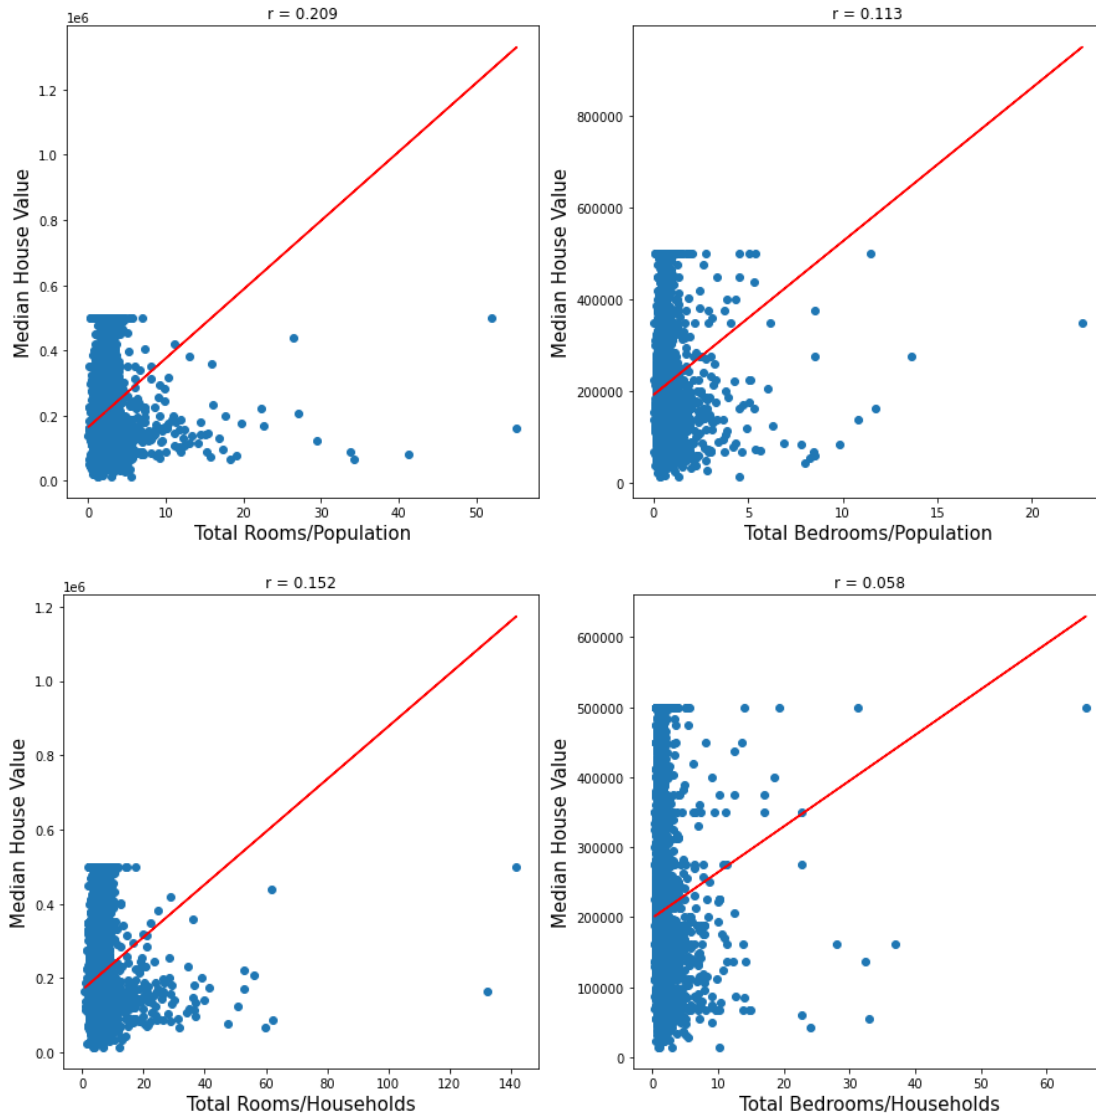 r = 0.209
1e6
1.2
1.0
0.8
0.6
0.4
0.2
0.0
Median House Value
0 10 20 30 40 50
Total Rooms/Population
r = 0.113
800000
600000
400000
200000
0
Median House Value
0 5 10 15 20
Total Bedrooms/Population
r = 0.152
1e6
1.2
1.0
0.8
0.6
0.4
0.2
0.0
Median House Value
0 20 40 60 80 100 120 140
Total Rooms/Households
r = 0.058
600000
500000
400000
300000
200000
100000
0
Median House Value
0 10 20 30 40 50 60
Total Bedrooms/Households